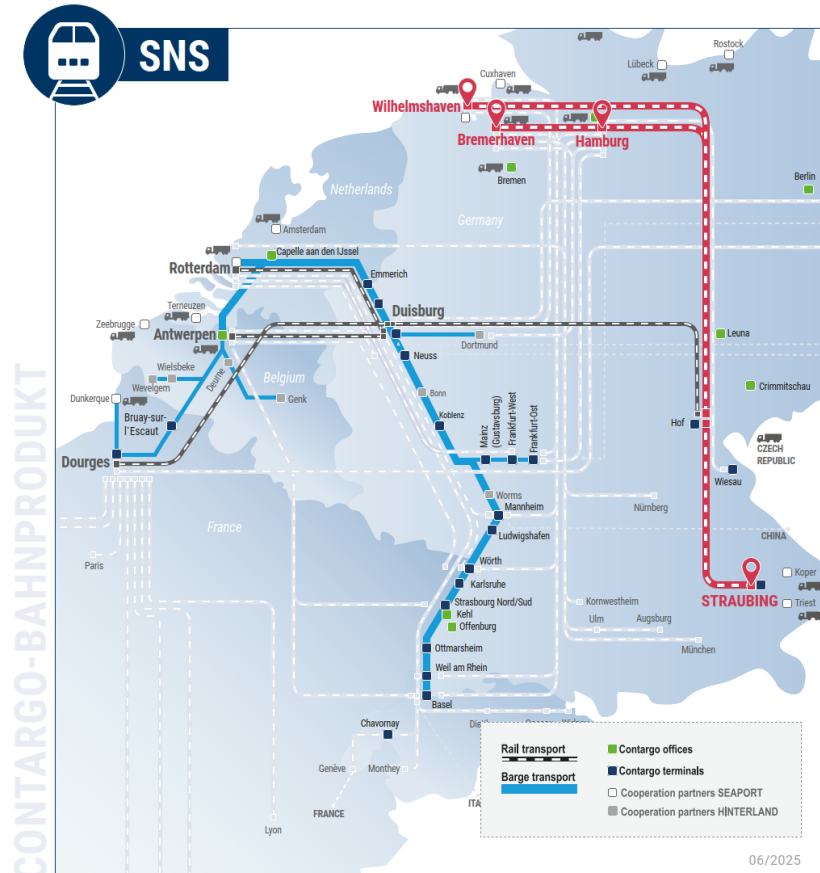 SNS
Rostock
Lübeck
Cuxhaven
Wilhelmshaven
Bremerhaven
Hamburg
Bremen
Berlin
Netherlands
Germany
Amsterdam
Capelle aan den IJssel
Rotterdam
Emmerich
Terneuzen
Duisburg
Zeebrugge
Antwerpen
Leuna
Dortmund
Neuss
Wielsbeke
Deurne
Belgium
Wevelgem
Genk
Bonn
Crimmitschau
Dunkerque
Bruay-sur-
l'Escaut
Koblenz
Mainz
(Gustavsburg)
Frankfurt-West
Frankfurt-Ost
Hof
CZECH
REPUBLIC
Dourges
Wiesau
Worms
Mannheim
Nürnberg
France
Ludwigshafen
CHINA
Paris
Wörth
Koper
Karlsruhe
STRAUBING
Strasbourg Nord/Sud
Kornwestheim
Triest
Kehl
Offenburg
Ulm
Augsburg
Ottmarsheim
München
Weil am Rhein
Basel
Chavornay
Genève
Monthey
FRANCE
Lyon
Rail transport
Barge transport
Contargo offices
Contargo terminals
Cooperation partners SEAPORT
Cooperation partners HINTERLAND
06/2025
CONTARGO-BAHNPRODUKT